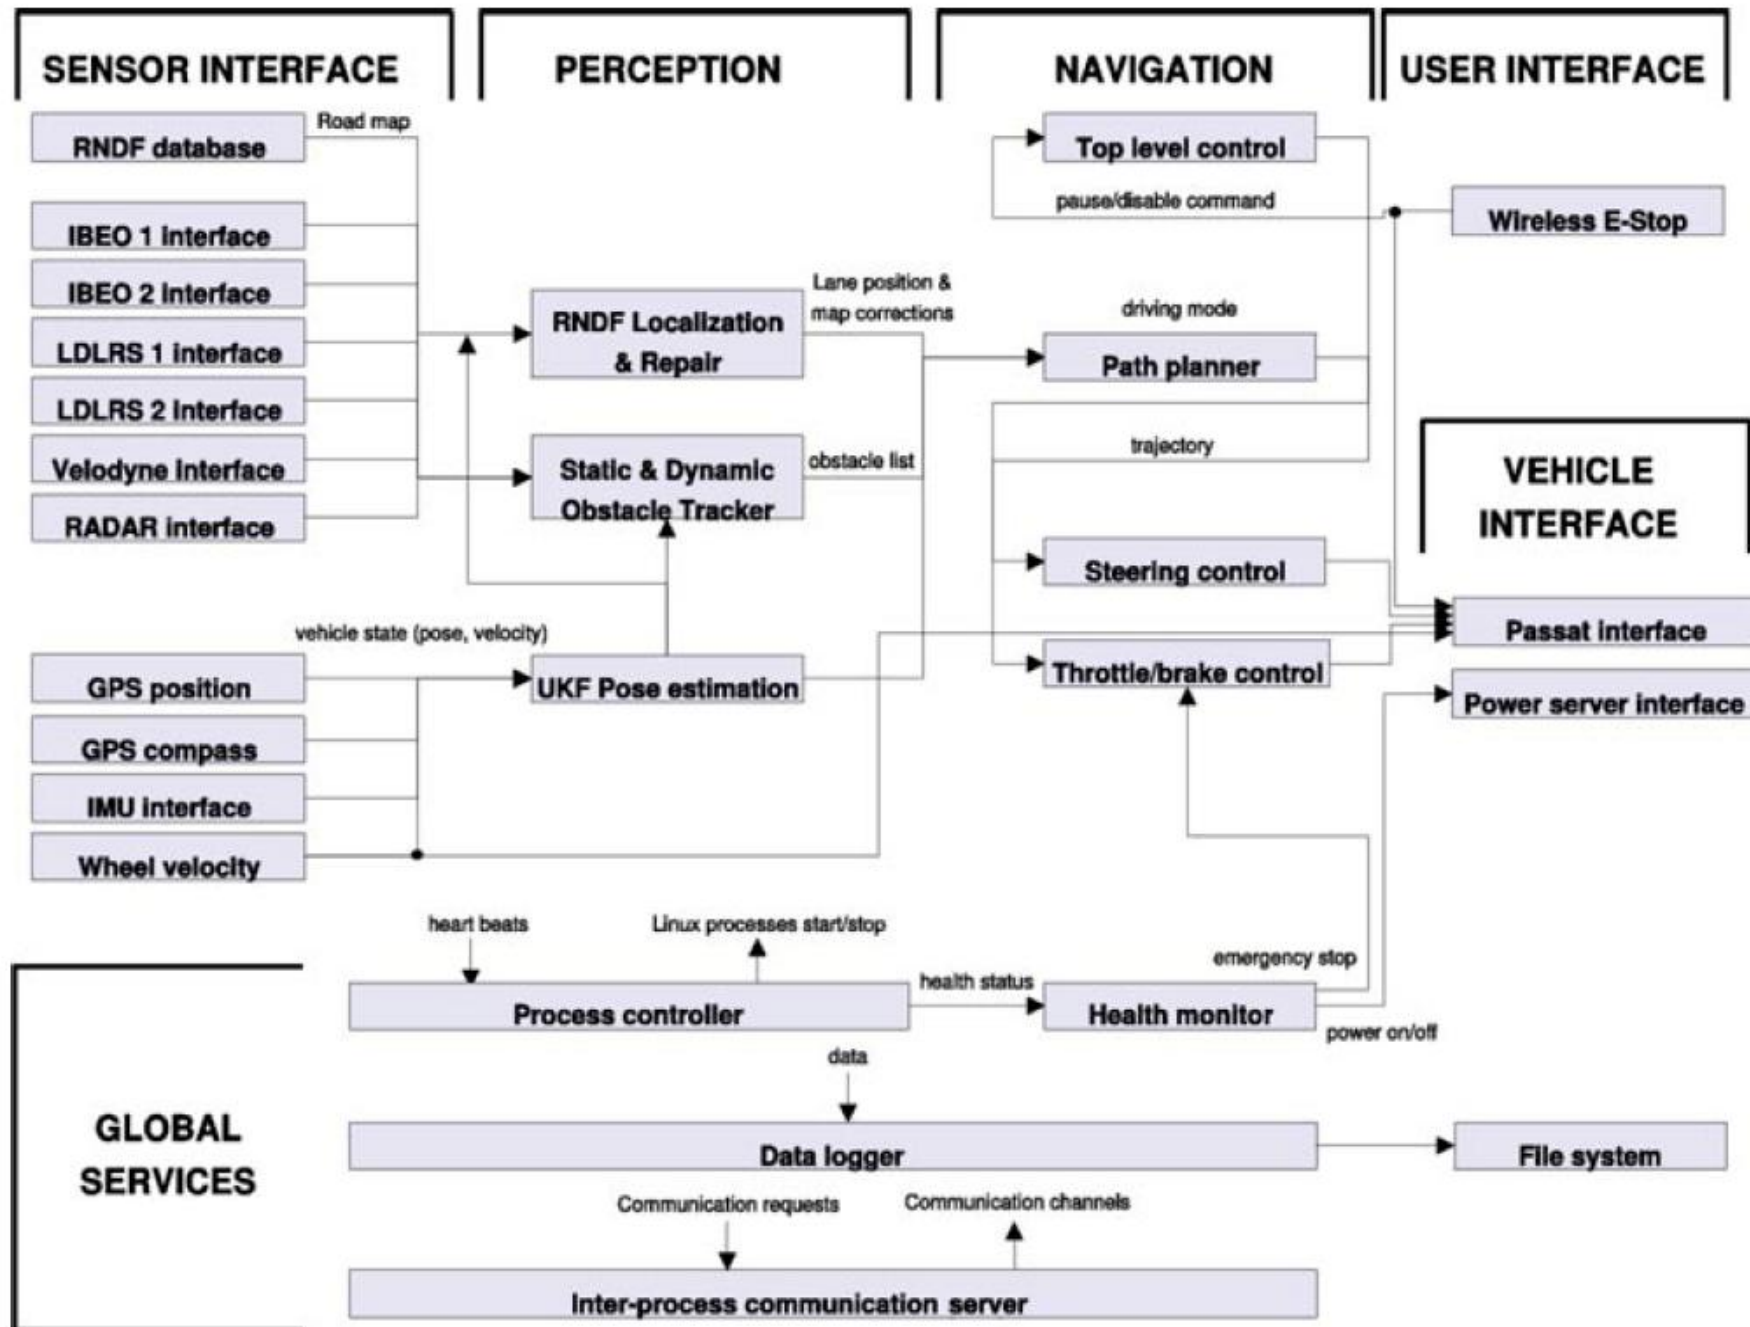 SENSOR INTERFACE
PERCEPTION
NAVIGATION
USER INTERFACE
RNDF database
Road map
IBEO 1 interface
IBEO 2 interface
LDLRS 1 interface
LDLRS 2 interface
Velodyne interface
RADAR interface
RNDF Localization
& Repair
Lane position &
map corrections
Static & Dynamic
Obstacle Tracker
obstacle list
Top level control
pause/disable command
Wireless E-Stop
driving mode
Path planner
trajectory
VEHICLE
INTERFACE
Steering control
Passat interface
Throttle/brake control
Power server interface
vehicle state (pose, velocity)
GPS position
UKF Pose estimation
GPS compass
IMU interface
Wheel velocity
heart beats
Linux processes start/stop
Process controller
health status
emergency stop
Health monitor
power on/off
GLOBAL
SERVICES
data
Data logger
File system
Communication requests
Communication channels
Inter-process communication server